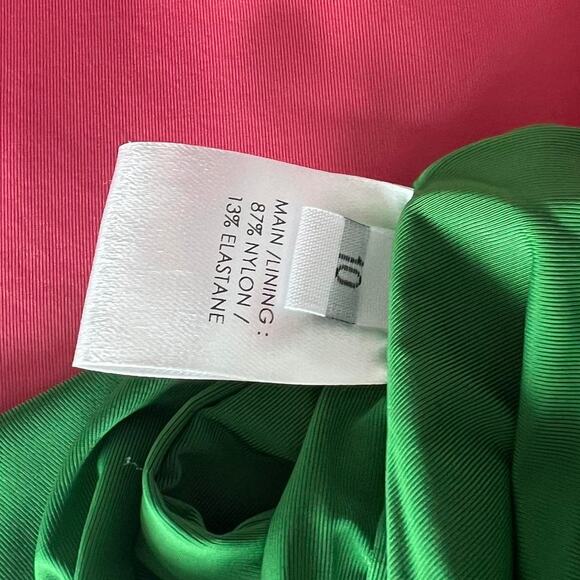 MAIN /LINING :
87% NYLON /
13% ELASTANE
10